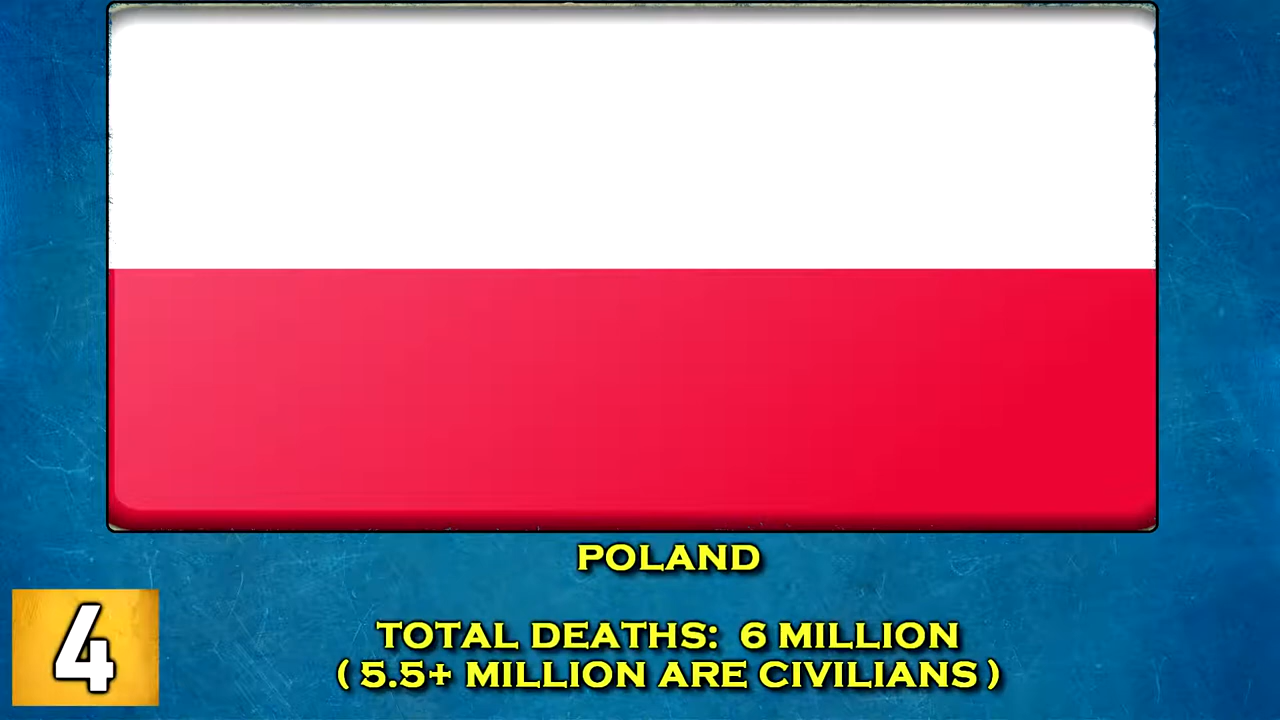 POLAND
4
TOTAL DEATHS: 6 MILLION
( 5.5+ MILLION ARE CIVILIANS )